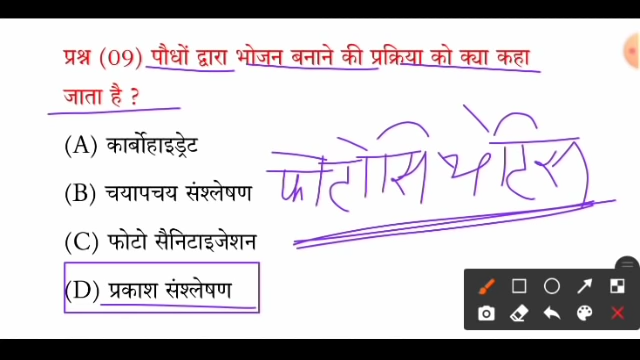 प्रश्न (09) पौधों द्वारा भोजन बनाने की प्रक्रिया को क्या कहा
जाता है ?
(A) कार्बोहाइड्रेट
(B) चयापचय संश्लेषण
(C) फोटो सैनिटाइजेशन
(D) प्रकाश संश्लेषण
फोटोसिथेटिस